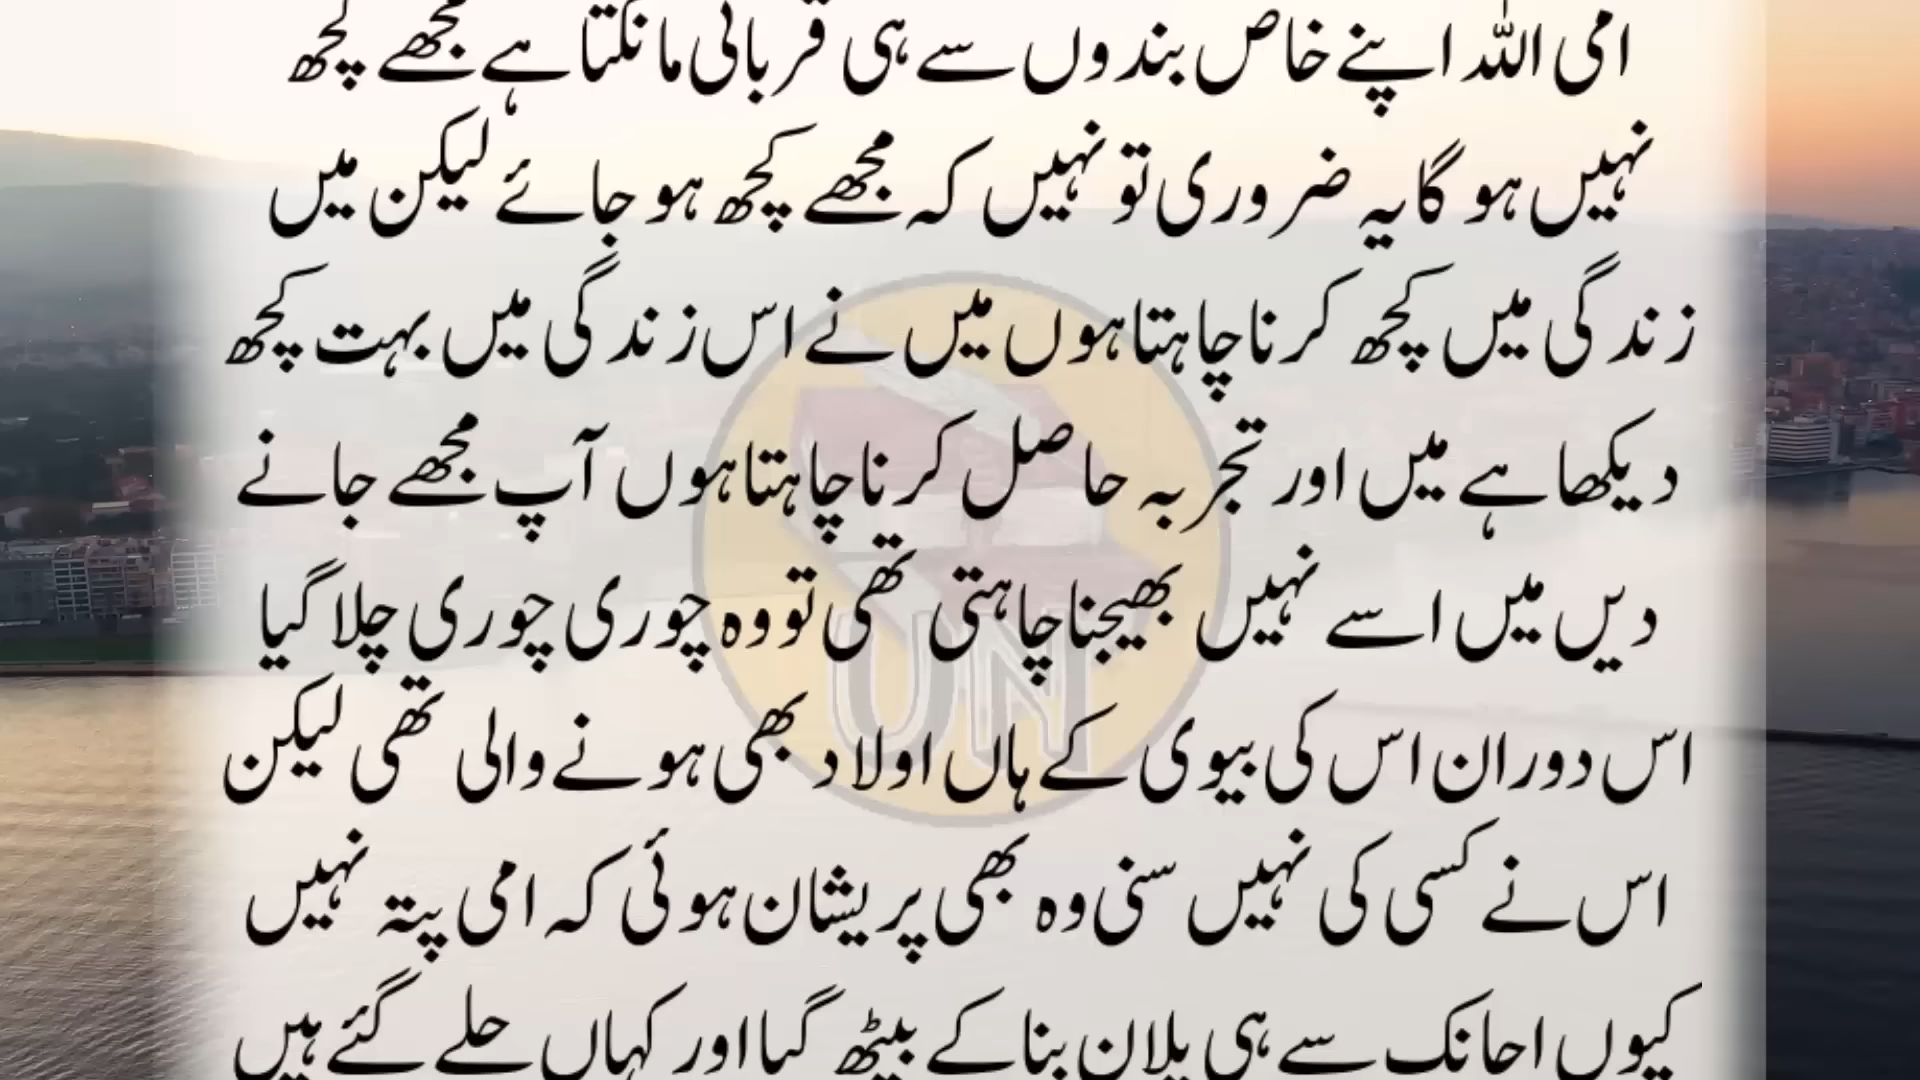 امی اللہ اپنے خاص بندوں سے ہی قربانی مانگتا ہے مجھے کچھ
نہیں ہو گا یہ ضروری تو نہیں کہ مجھے کچھ ہو جائے لیکن میں
زندگی میں کچھ کرنا چاہتا ہوں میں نے اس زندگی میں بہت کچھ
دیکھا ہے میں اور تجربہ حاصل کرنا چاہتا ہوں آپ مجھے جانے
دیں میں اسے نہیں بھیجنا چاہتی تھی تو وہ چوری چوری چلا گیا
اس دوران اس کی بیوی کے ہاں اولاد بھی ہونے والی تھی لیکن
اس نے کسی کی نہیں سنی وہ بھی پریشان ہوئی کہ امی پتہ نہیں
کیوں اچانک سے ہی پلان بنا کے بیٹھ گیا اور کہاں چلے گئے ہیں
UN